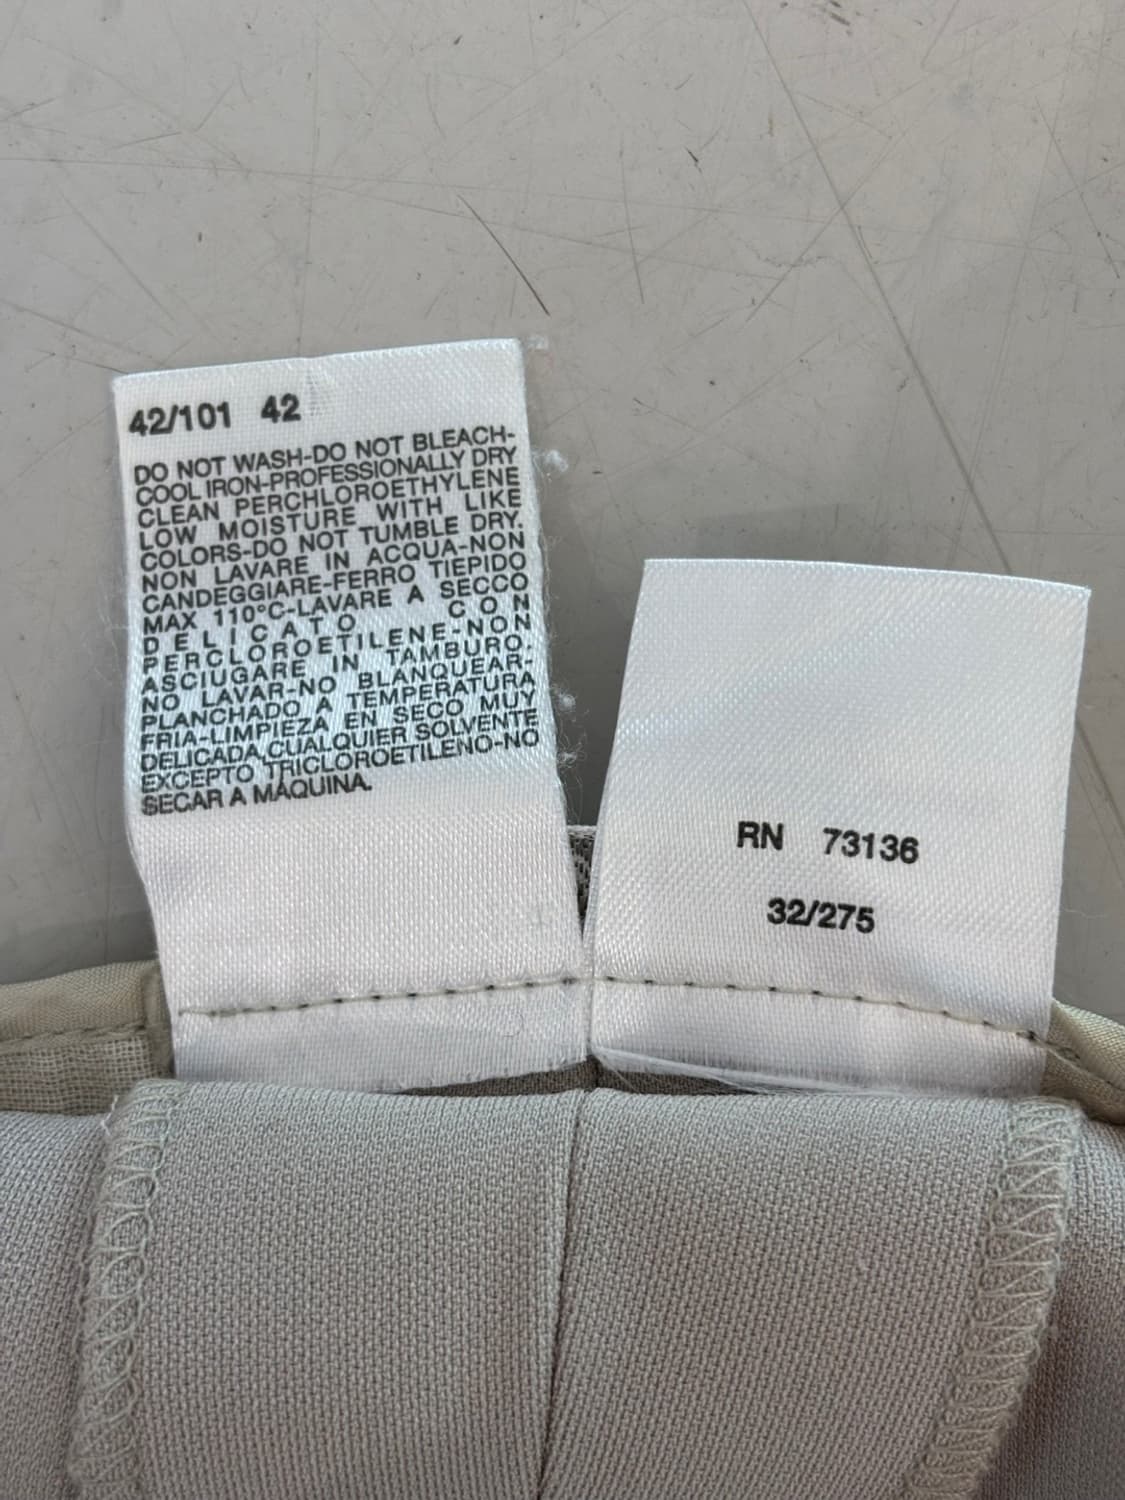 42/101 42
DO NOT WASH-DO NOT BLEACH-
COOL IRON-PROFESSIONALLY DRY
CLEAN PERCHLOROETHYLENE
LOW MOISTURE WITH LIKE
COLORS-DO NOT TUMBLE DRY.
NON LAVARE IN ACQUA-NON
CANDEGGIARE-FERRO TIEPIDO
MAX 110°C-LAVARE A SECCO
DELICATO CON
PERCLOROETILENE-NON
ASCIUGARE IN TAMBURO.
NO LAVAR-NO BLANQUEAR-
PLANCHADO A TEMPERATURA
FRIA-LIMPIEZA EN SECO MUY
DELICADA,CUALQUIER SOLVENTE
EXCEPTO TRICLOROETILENO-NO
SECAR A MÁQUINA.
RN 73136
32/275